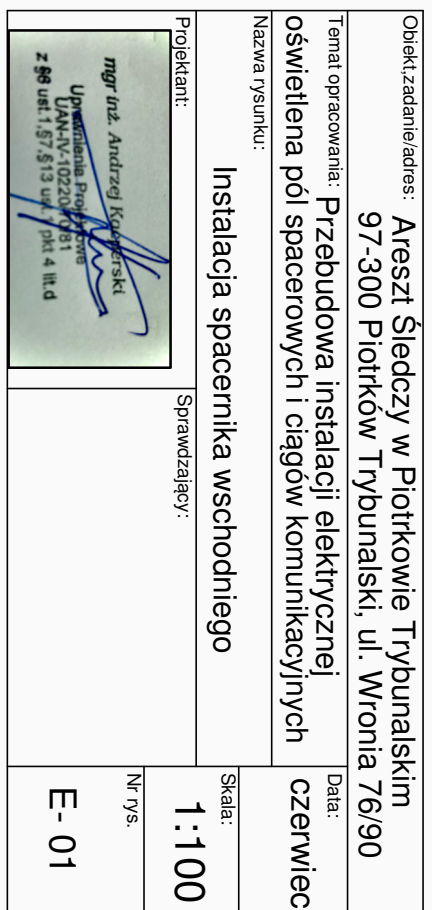 Obiekt,zadanie/adres: Areszt Śledczy w Piotrkowie Trybunalskim
97-300 Piotrków Trybunalski, ul. Wronia 76/90
Temat opracowania: Przebudowa instalacji elektrycznej
oświetlena pól spacerowych i ciągów komunikacyjnych
Data:
czerwiec
Nazwa rysunku:
Instalacja spacernika wschodniego
Skala:
1:100
Projektant:
mgr inż. Andrzej
Uprawnienia Projektowe
z §6 ust.1,§7,§13 ust.1 pkt 4 lit.d
Sprawdzający:
Nr rys.
E- 01